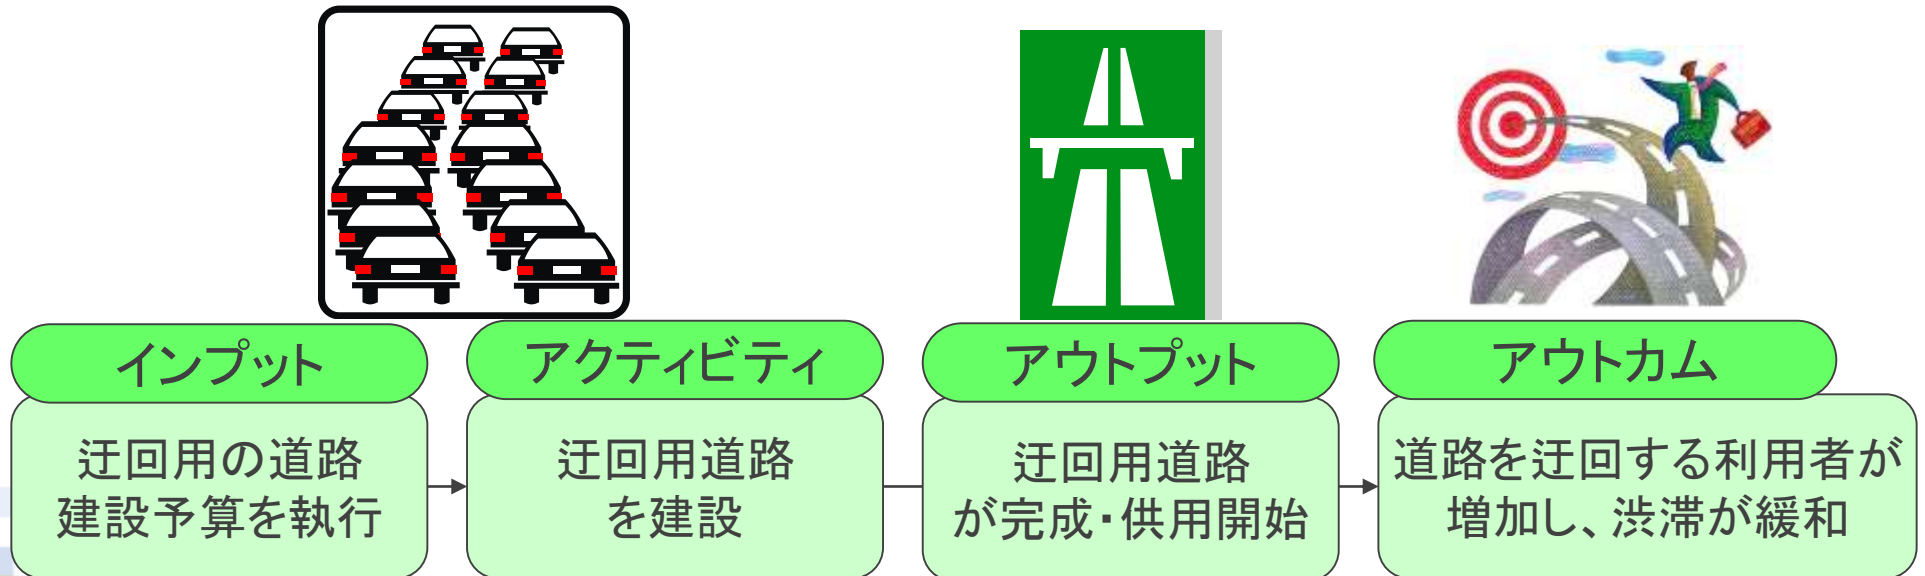 インプット
アクティビティ
アウトプット
アウトカム
迂回用の道路
建設予算を執行
迂回用道路
を建設
迂回用道路
が完成・供用開始
道路を迂回する利用者が
増加し、渋滞が緩和